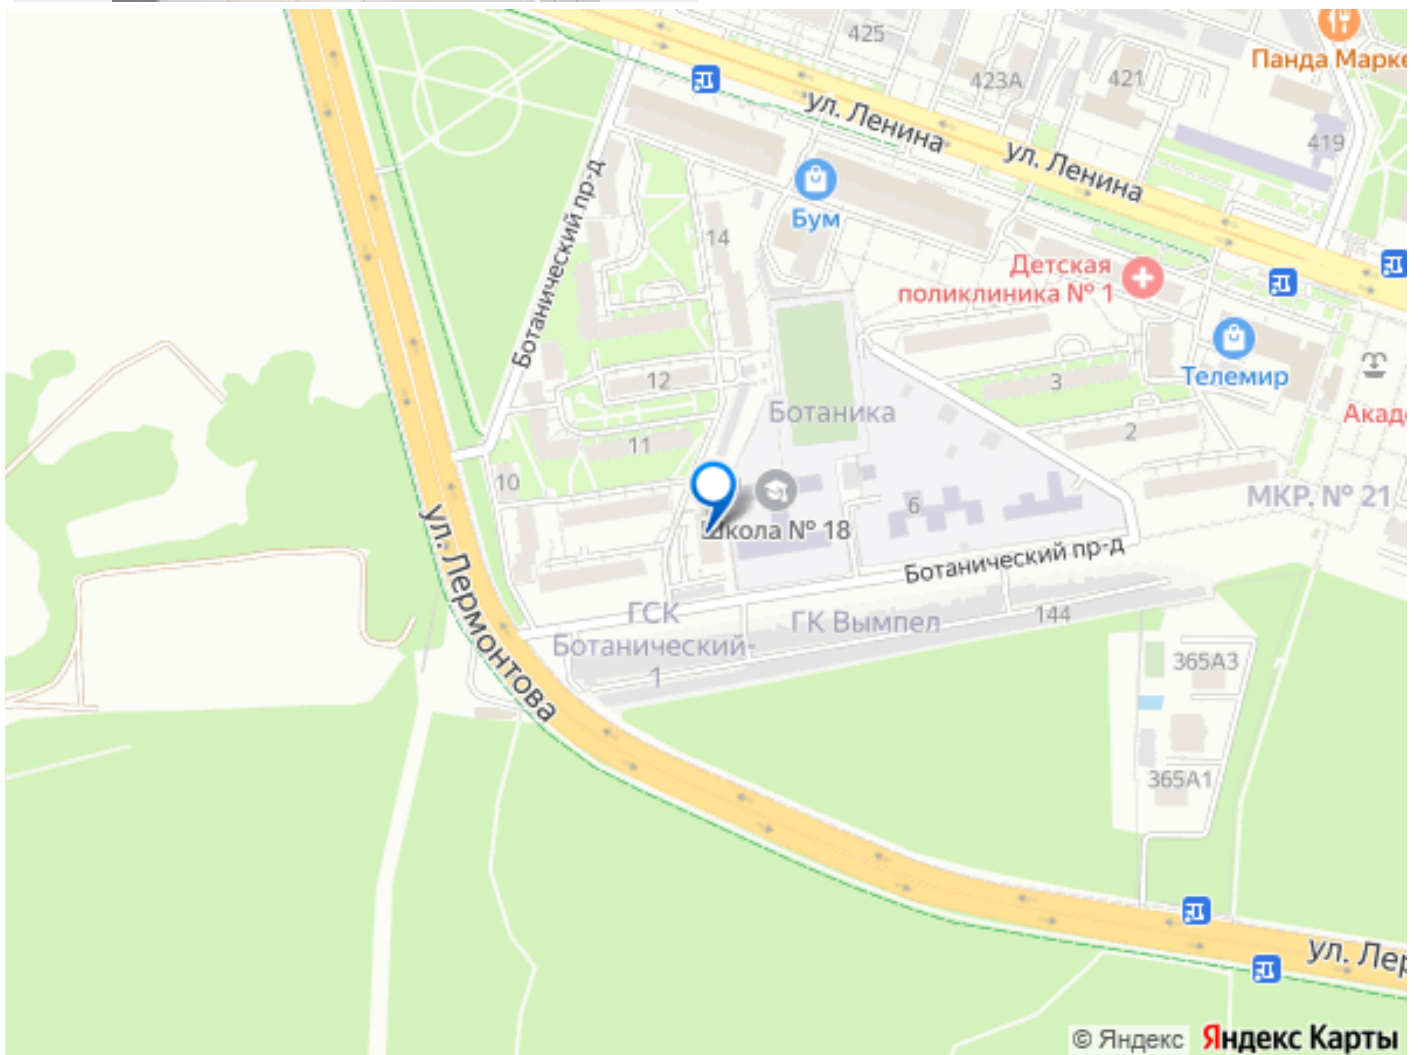 425
Панда Марке
423А
421
ул. Ленина
419
ул. Ленина
Ботанический пр-д
Бум
14
Детская
поликлиника № 1
Телемир
12
3
Ботаника
Акад
11
2
10
МКР. № 21
6
Школа № 18
ул. Лермонтова
Ботанический пр-д
ГСК
Ботанический-
1
ГК Вымпел
144
365А3
365А1
ул. Лер
© Яндекс Яндекс Карты